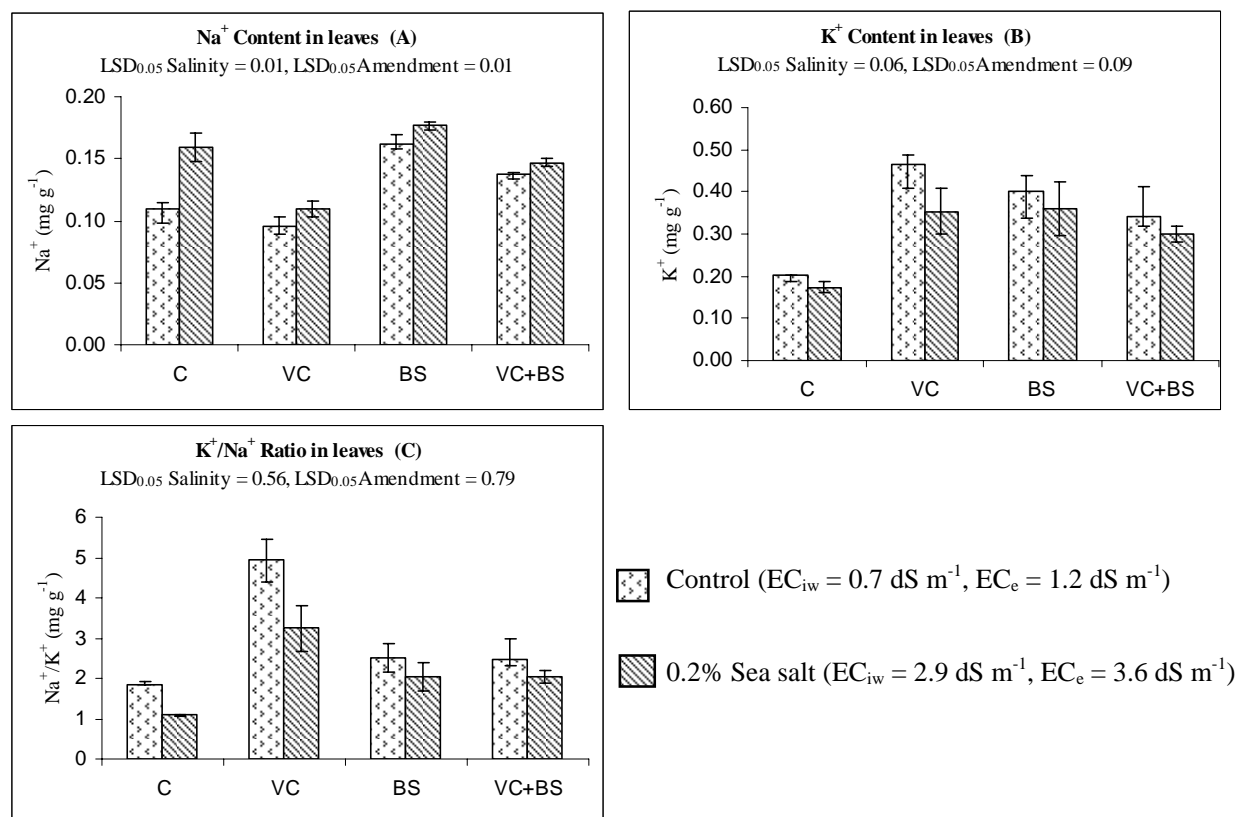 Na⁺ Content in leaves (A)
LSD₀.₀₅ Salinity = 0.01, LSD₀.₀₅ Amendment = 0.01
Na⁺ (mg g⁻¹)
0.20
0.15
0.10
0.05
0.00
C VC BS VC+BS
K⁺ Content in leaves (B)
LSD₀.₀₅ Salinity = 0.06, LSD₀.₀₅ Amendment = 0.09
K⁺ (mg g⁻¹)
0.60
0.50
0.40
0.30
0.20
0.10
0.00
C VC BS VC+BS
K⁺/Na⁺ Ratio in leaves (C)
LSD₀.₀₅ Salinity = 0.56, LSD₀.₀₅ Amendment = 0.79
Na⁺/K⁺ (mg g⁻¹)
6
5
4
3
2
1
0
C VC BS VC+BS
Control (ECiw = 0.7 dS m⁻¹, ECe = 1.2 dS m⁻¹)
0.2% Sea salt (ECiw = 2.9 dS m⁻¹, ECe = 3.6 dS m⁻¹)